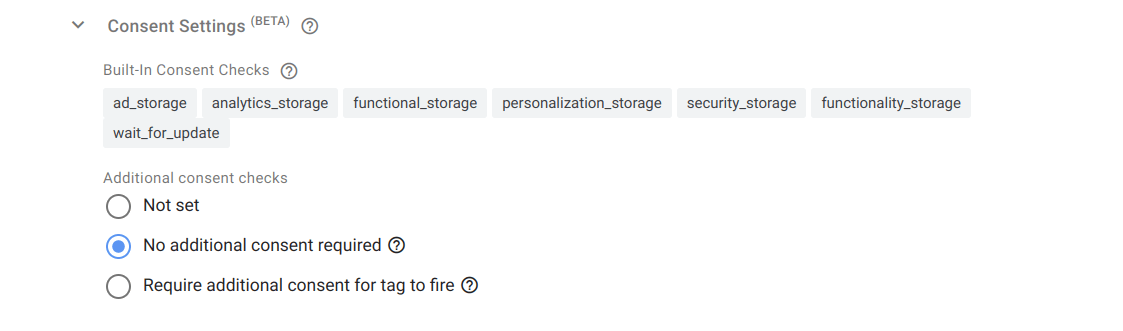 Consent Settings (BETA)
Built-In Consent Checks
ad_storage analytics_storage functional_storage personalization_storage security_storage functionality_storage
wait_for_update
Additional consent checks
Not set
No additional consent required
Require additional consent for tag to fire